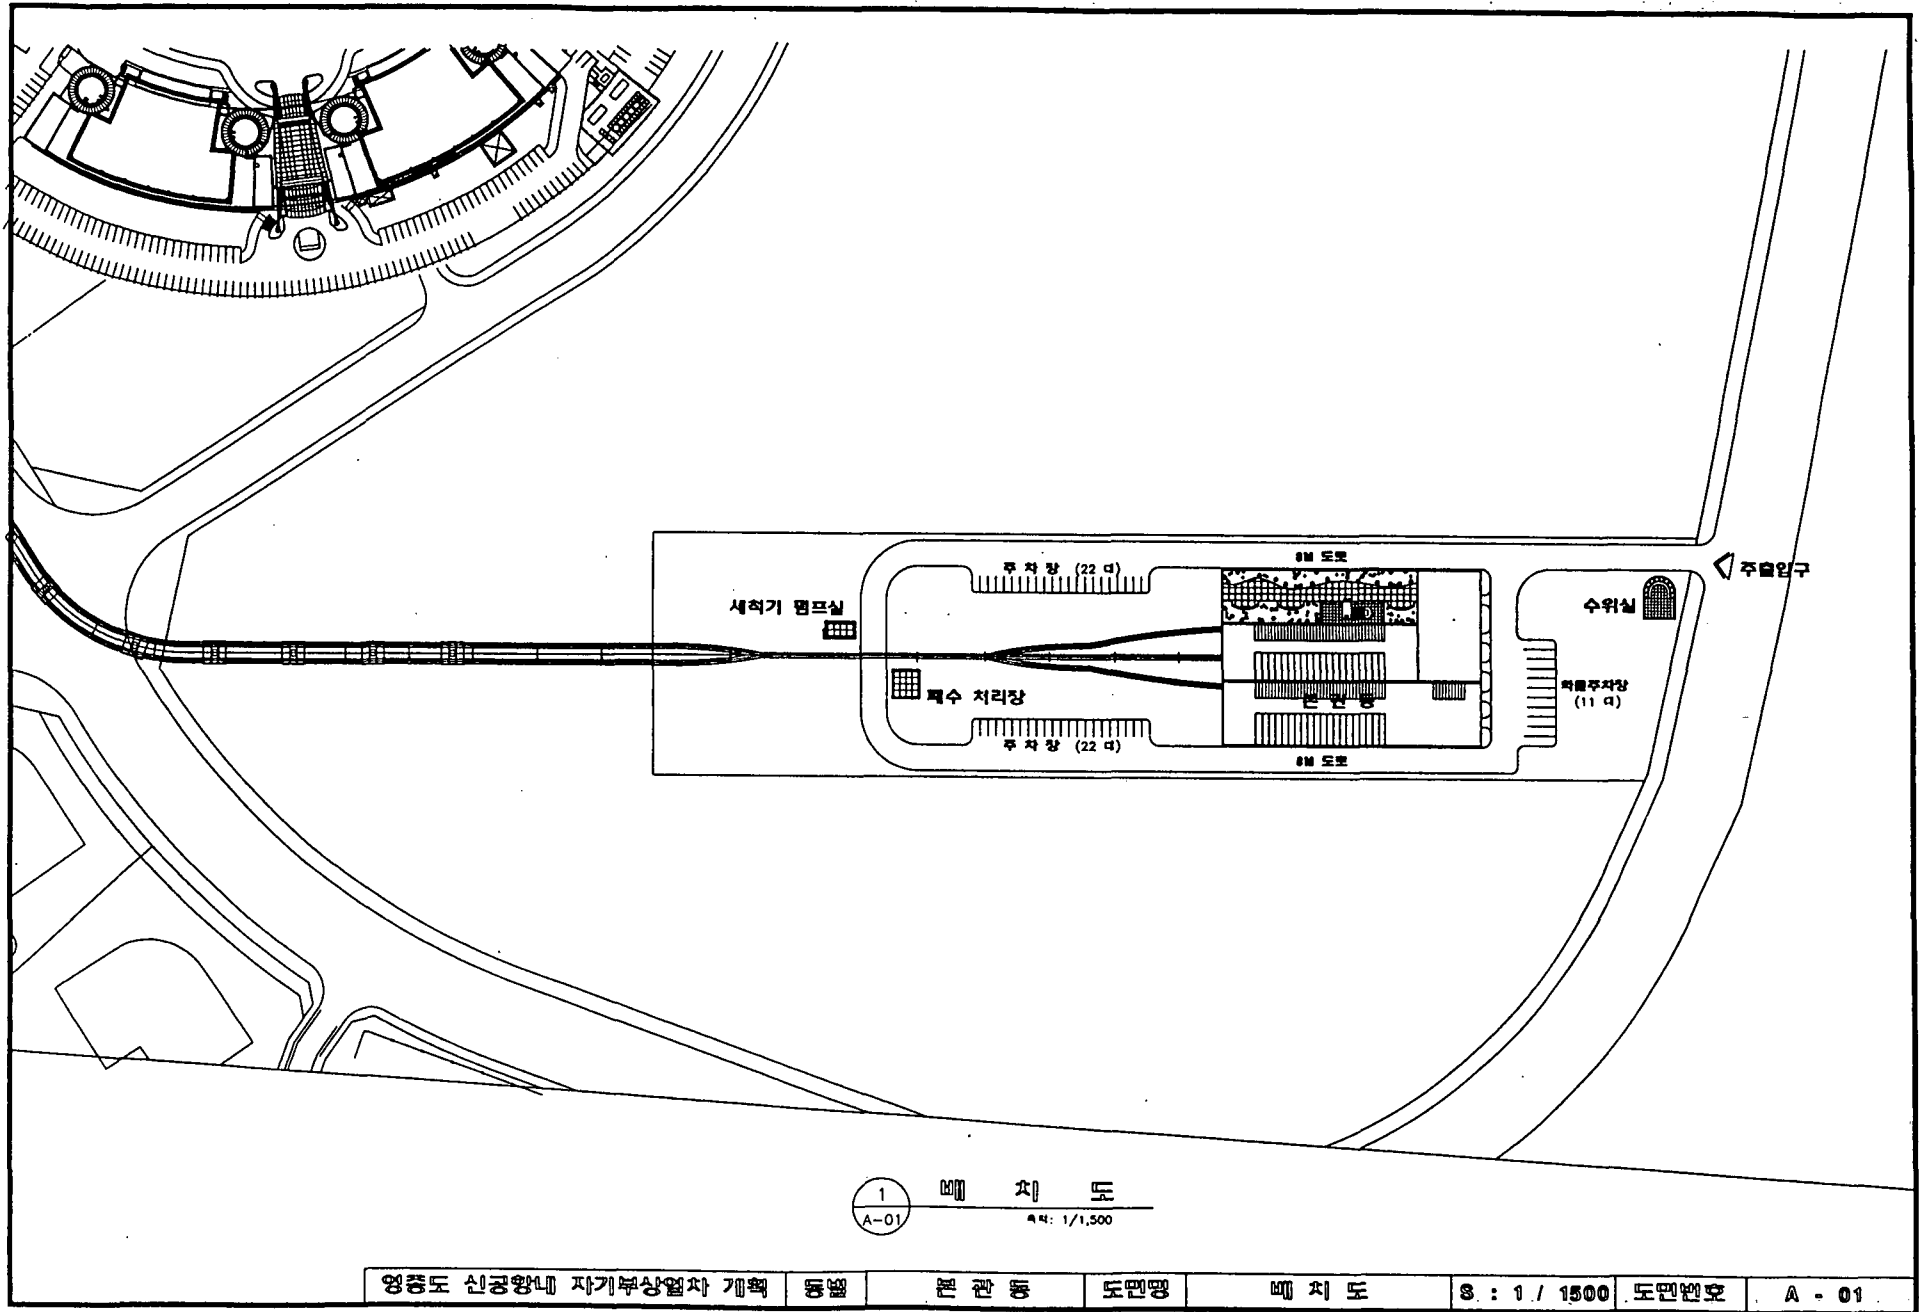 8M 도로
주 차 장 (22 대)
주출입구
세척기 펌프실
수위실
화물주차장
(11 대)
폐수 처리장
본 관 동
주 차 장 (22 대)
8M 도로
1
A-01
배 치 도
축척: 1/1,500
영종도 신공항내 자기부상열차 계획 동별 본 관 동 도면명 배 치 도 S : 1 / 1500 도면번호 A - 01